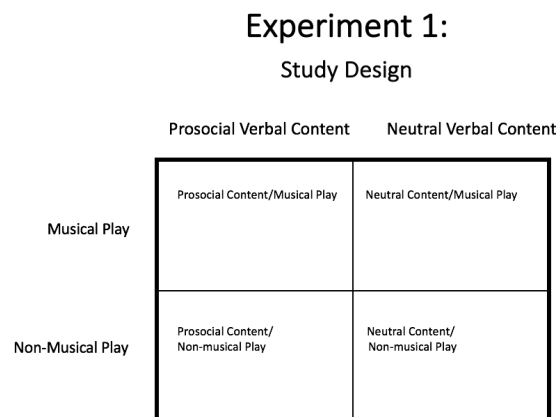 Experiment 1:
Study Design
Prosocial Verbal Content
Neutral Verbal Content
Musical Play
Prosocial Content/Musical Play
Neutral Content/Musical Play
Non-Musical Play
Prosocial Content/
Non-musical Play
Neutral Content/
Non-musical Play